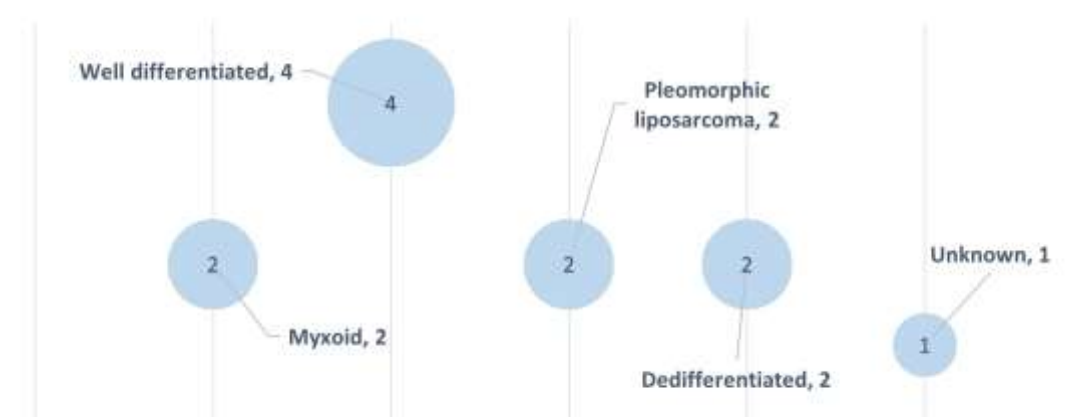 Well differentiated, 4
4
Pleomorphic
liposarcoma, 2
2
2
2
Unknown, 1
Myxoid, 2
1
Dedifferentiated, 2